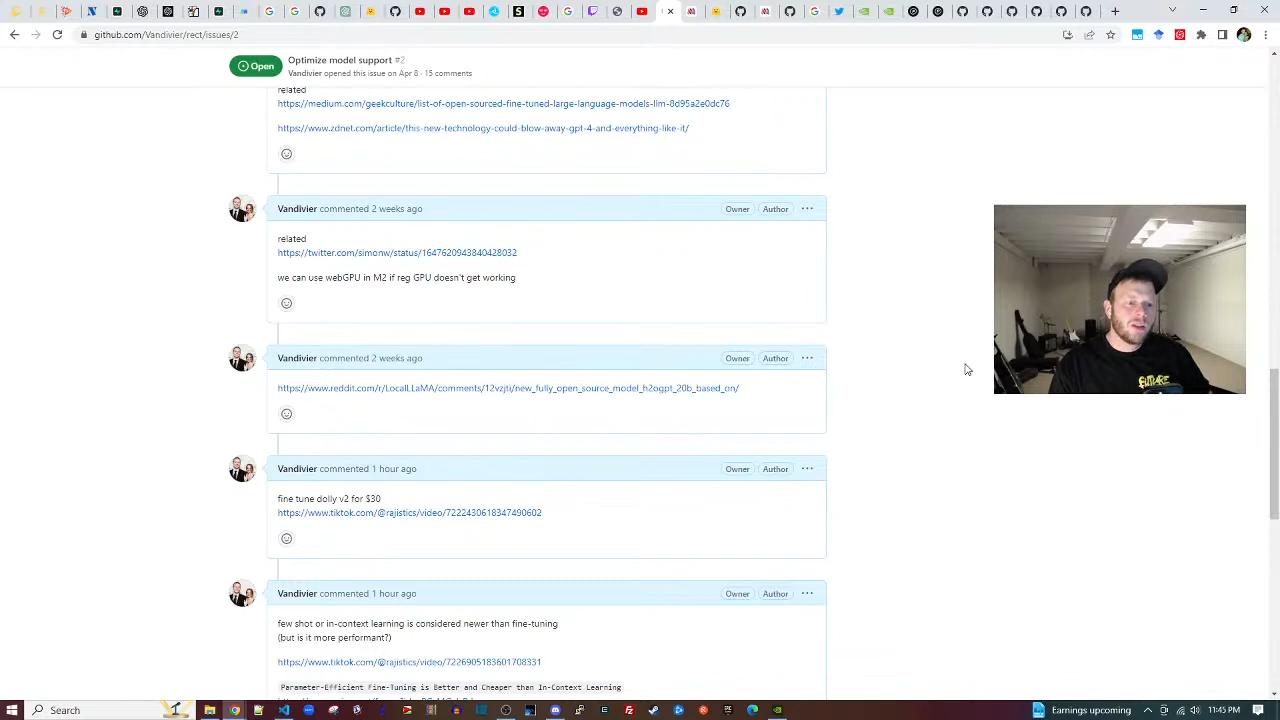 github.com/Vandivier/rect/issues/2
Open
Optimize model support #2
Vandivier opened this issue on Apr 8 · 15 comments
related
https://medium.com/geekculture/list-of-open-sourced-fine-tuned-large-language-models-llm-8d95a2e0dc76
https://www.zdnet.com/article/this-new-technology-could-blow-away-gpt-4-and-everything-like-it/
Vandivier commented 2 weeks ago
Owner
Author
related
https://twitter.com/simonw/status/1647620943840428032
we can use webGPU in M2 if reg GPU doesn't get working
Vandivier commented 2 weeks ago
Owner
Author
https://www.reddit.com/r/LocalLLaMA/comments/12vzjti/new_fully_open_source_model_h2ogpt_20b_based_on/
Vandivier commented 1 hour ago
Owner
Author
fine tune dolly v2 for $30
https://www.tiktok.com/@rajistics/video/7222430618347490602
Vandivier commented 1 hour ago
Owner
Author
few shot or in-context learning is considered newer than fine-tuning
(but is it more performant?)
https://www.tiktok.com/@rajistics/video/7226905183601708331
Parameter-Efficient Fine-Tuning is Better and Cheaper than In-Context Learning
Search
Earnings upcoming
11:45 PM